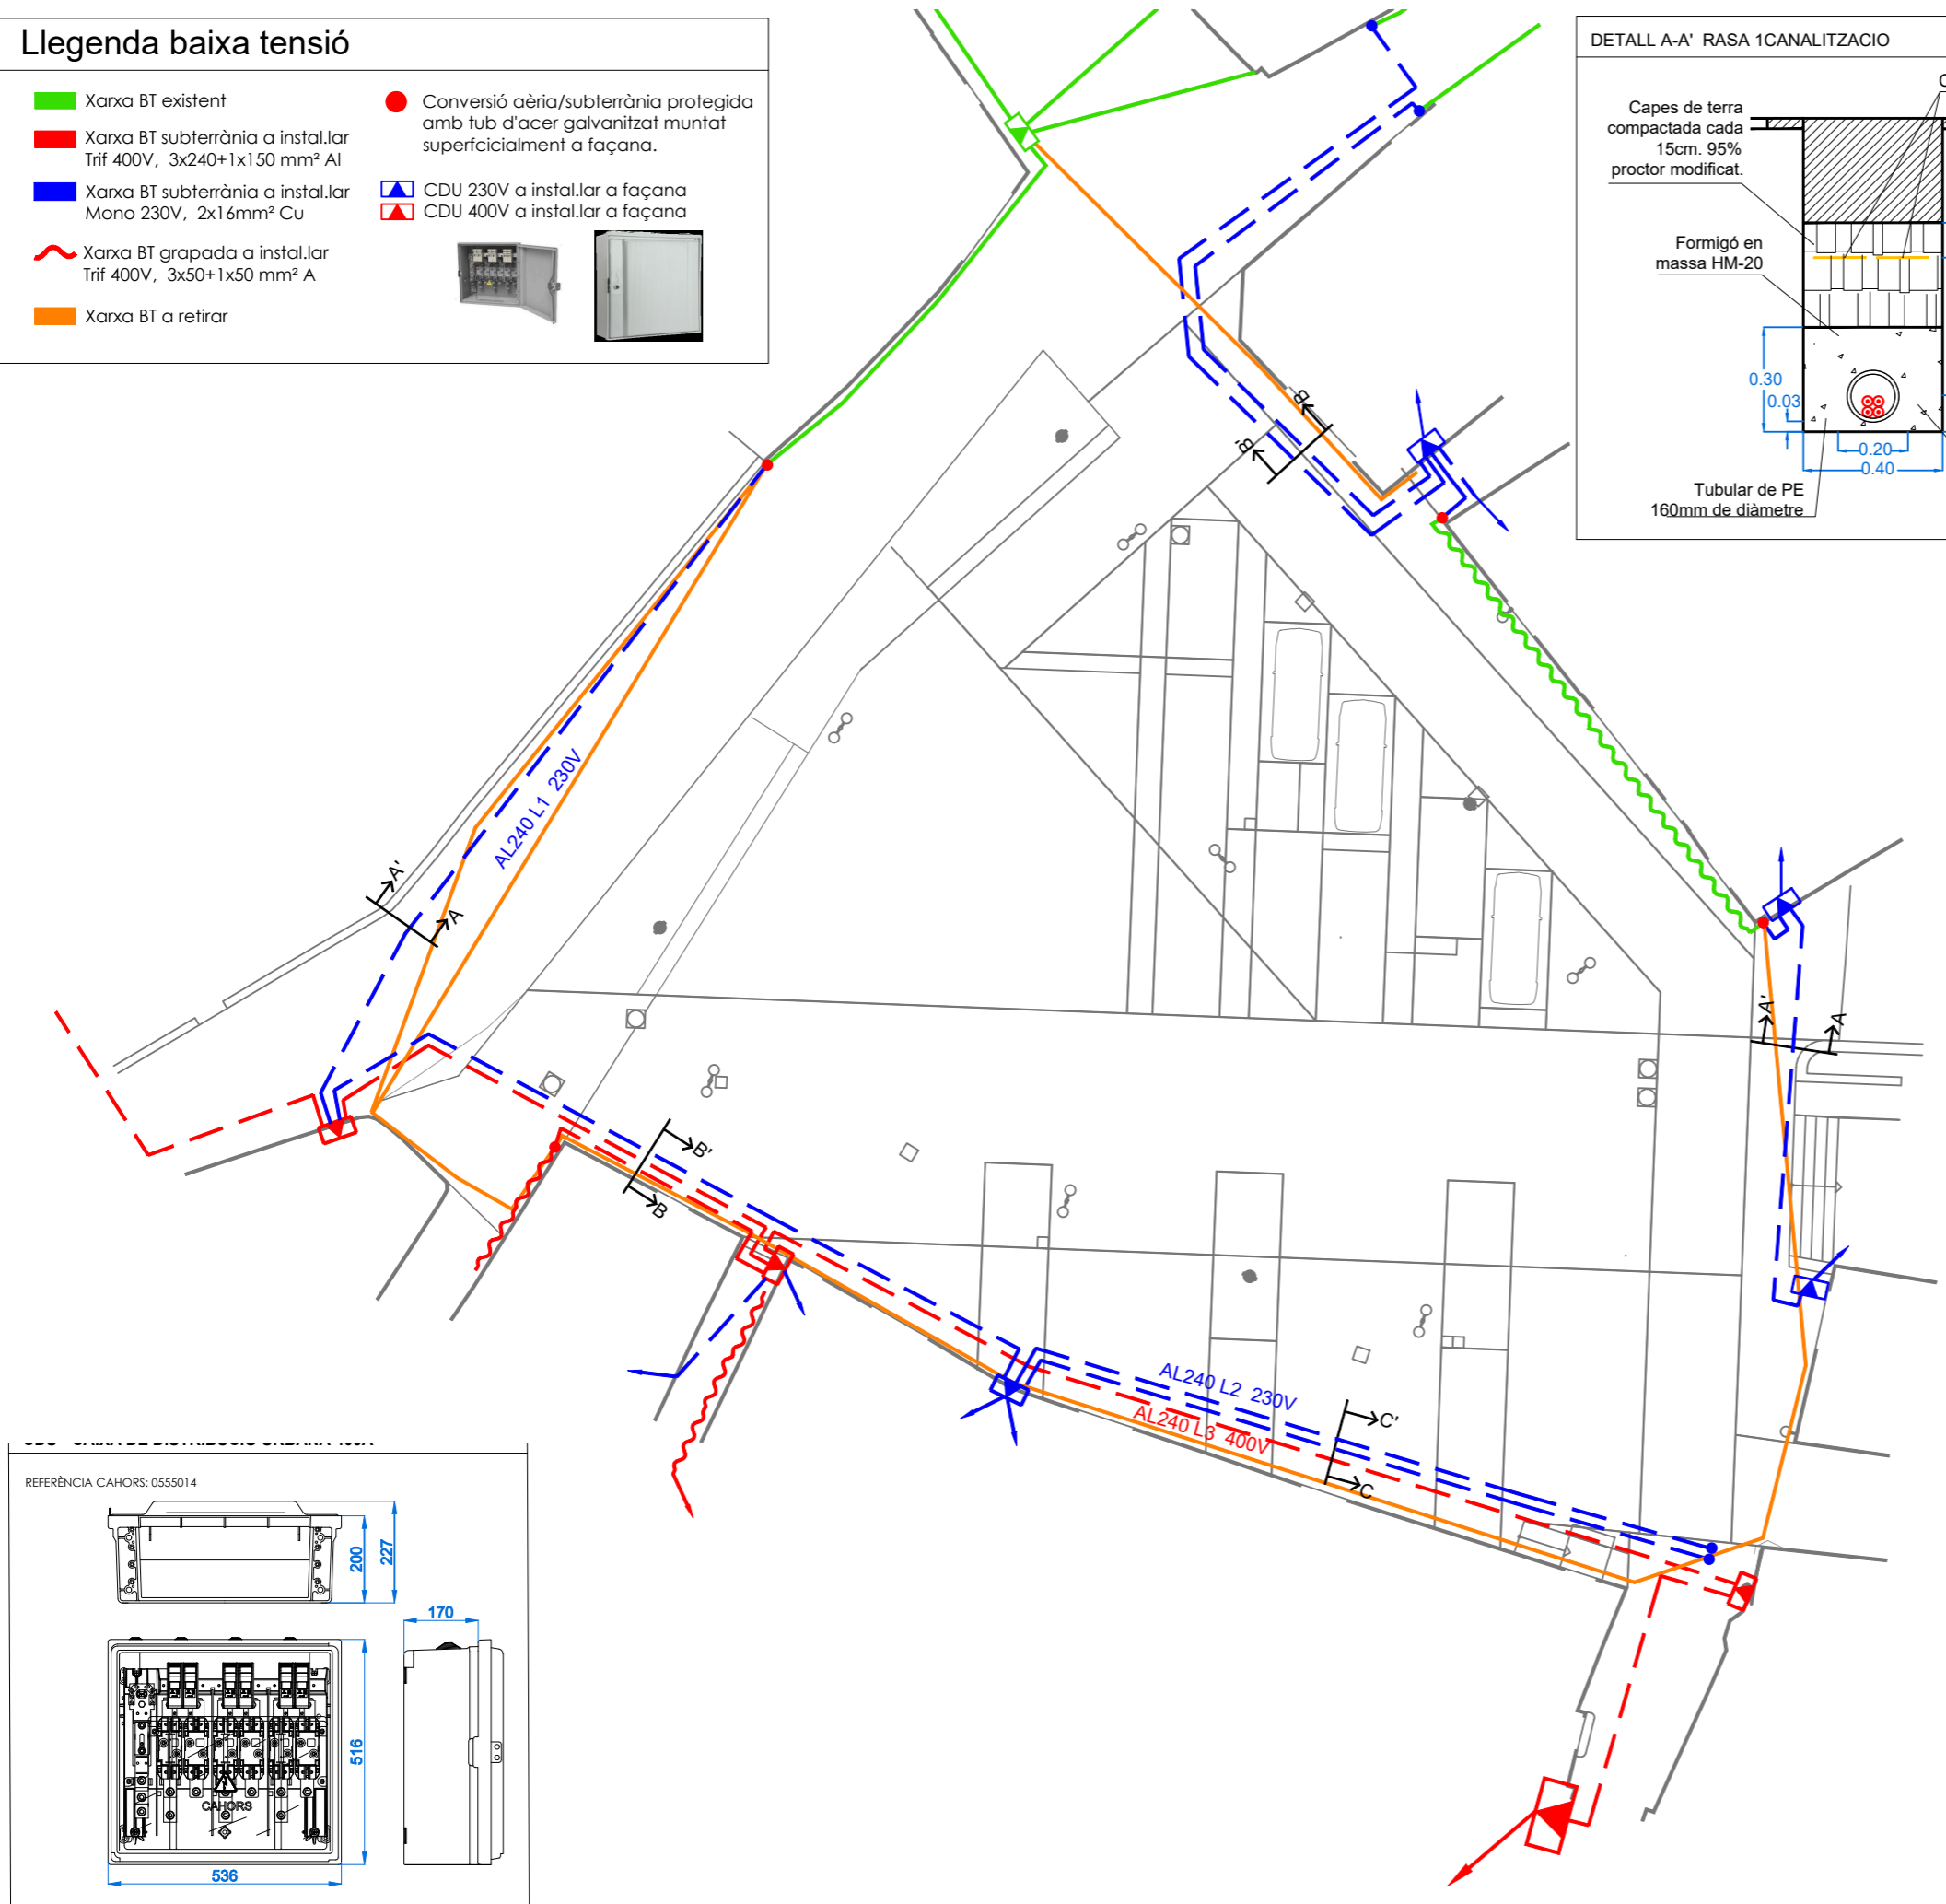 Llegenda baixa tensió
Xarxa BT existent
Xarxa BT subterrània a instal.lar
Trif 400V, 3x240+1x150 mm² Al
Xarxa BT subterrània a instal.lar
Mono 230V, 2x16mm² Cu
Xarxa BT grapada a instal.lar
Trif 400V, 3x50+1x50 mm² A
Xarxa BT a retirar
Conversió aèria/subterrània protegida
amb tub d'acer galvanitzat muntat
superfcicialment a façana.
CDU 230V a instal.lar a façana
CDU 400V a instal.lar a façana
DETALL A-A' RASA 1CANALITZACIO
C
Capes de terra
compactada cada
15cm. 95%
proctor modificat.
Formigó en
massa HM-20
0.30
0.03
0.20
0.40
Tubular de PE
160mm de diàmetre
B
B'
AL240 L1 230V
A'
A
A'
A
B'
B
AL240 L2 230V
AL240 L3 400V
C'
C
REFERÈNCIA CAHORS: 0555014
200
227
170
516
CAHORS
536